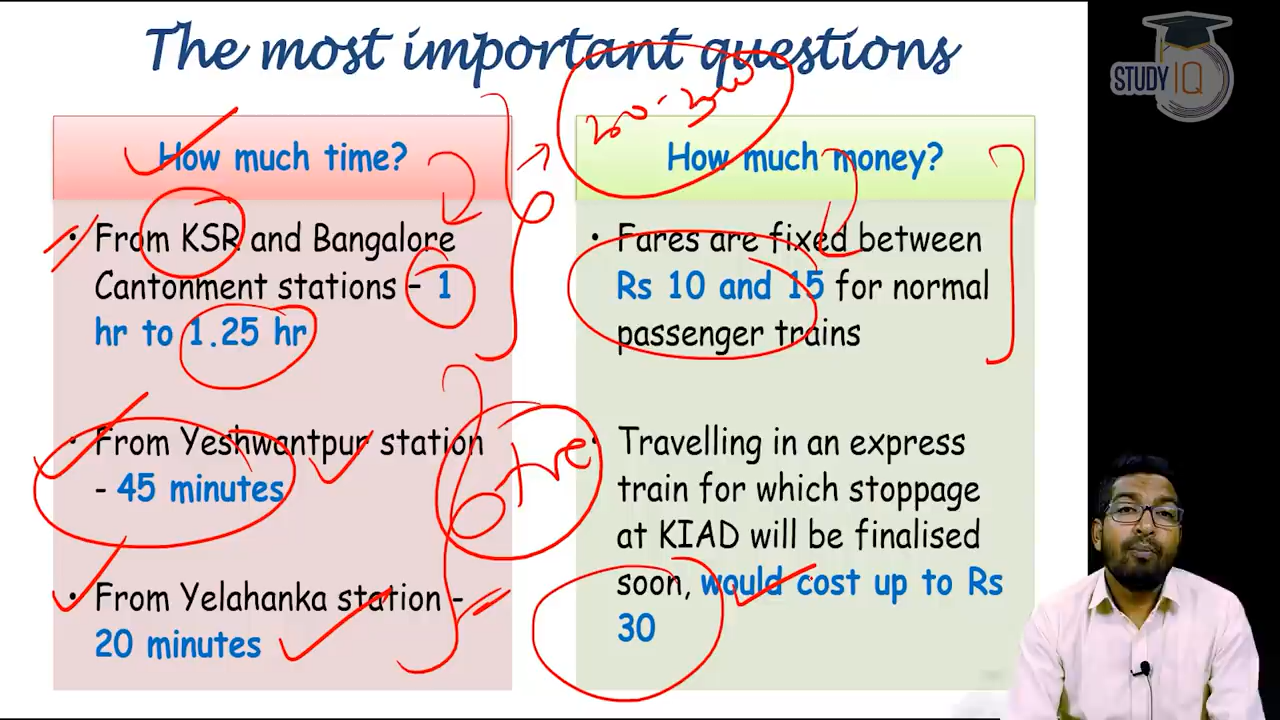 The most important questions
STUDY IQ
How much time?
• From KSR and Bangalore
Cantonment stations – 1
hr to 1.25 hr
• From Yeshwantpur station
- 45 minutes
• From Yelahanka station -
20 minutes
How much money?
• Fares are fixed between
Rs 10 and 15 for normal
passenger trains
• Travelling in an express
train for which stoppage
at KIAD will be finalised
soon, would cost up to Rs
30